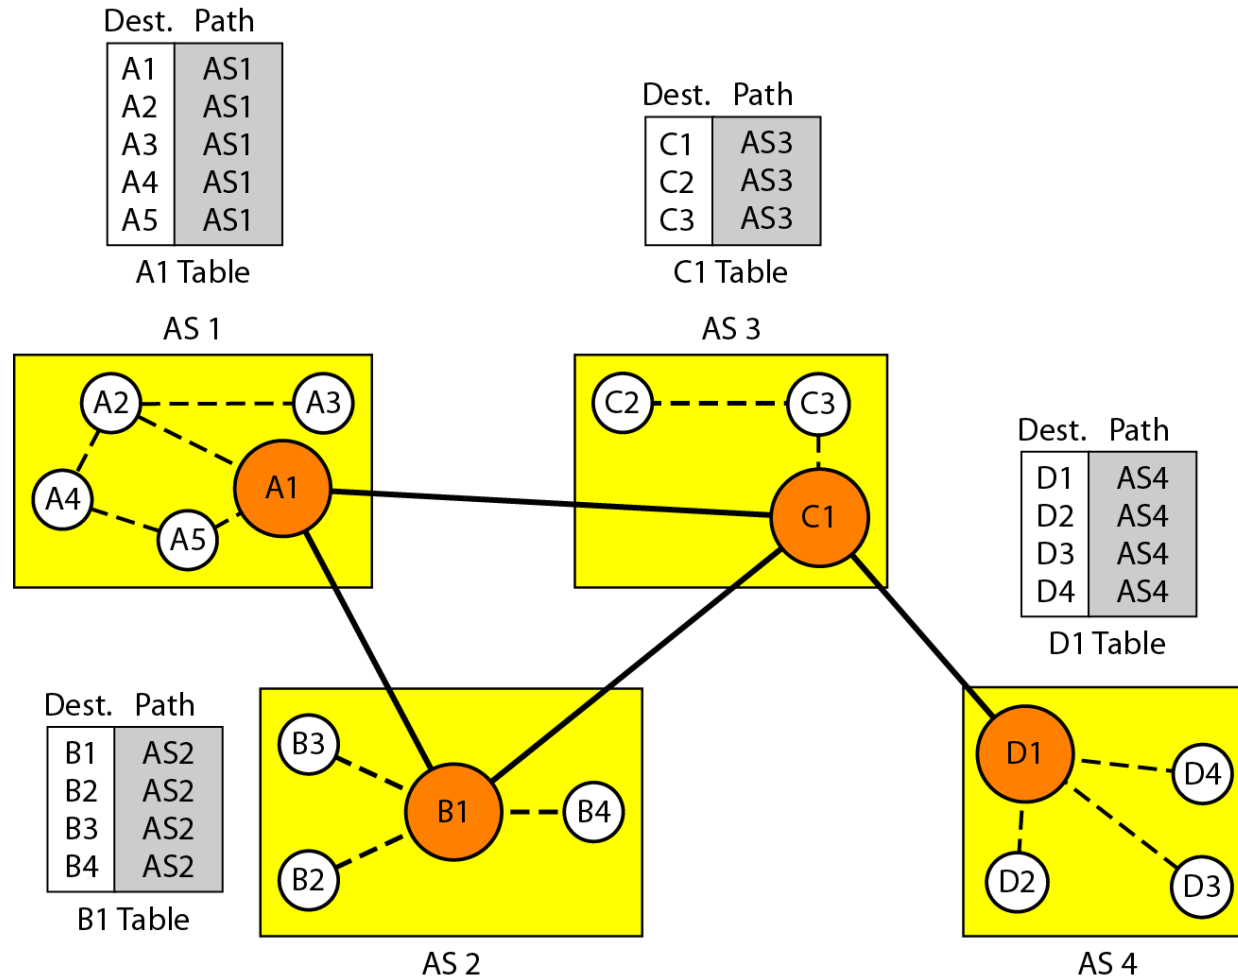 Dest. Path
A1 AS1
A2 AS1
A3 AS1
A4 AS1
A5 AS1
A1 Table
Dest. Path
C1 AS3
C2 AS3
C3 AS3
C1 Table
AS 1
A2
A3
A4
A1
A5
AS 3
C2
C3
C1
Dest. Path
D1 AS4
D2 AS4
D3 AS4
D4 AS4
D1 Table
Dest. Path
B1 AS2
B2 AS2
B3 AS2
B4 AS2
B1 Table
B3
B1
B4
B2
AS 2
D1
D4
D2
D3
AS 4